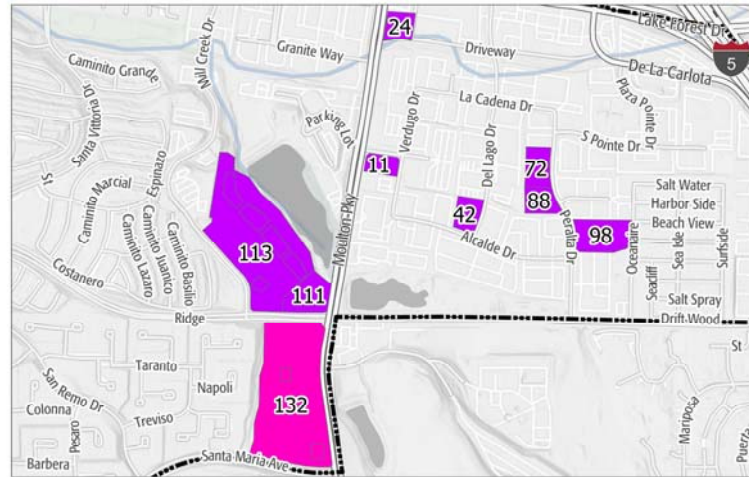 24
Lake Forest Dr
5
Mill Creek Dr
Granite Way
Driveway
De La Carlota
Caminito Grande
Santa Vittoria Dr
La Cadena Dr
Plaza Pointe Dr
Parking Lot
Verdugo Dr
S Pointe Dr
St
Espinazo
11
Del Lago Dr
72
Caminito Marcial
Salt Water
88
Harbor Side
42
Peralta Dr
Beach View
98
Oceanaire
Sea Isle
Surfside
Moulton Pky
Caminito Basilio
Caminito Juanico
Caminito Lazaro
Alcalde Dr
113
Costanero
Seacliff
111
Salt Spray
Ridge
Drift Wood
St
Taranto
San Remo Dr
Napoli
132
Mariposa
Colonna
Pesaro
Treviso
Puerta
Barbera
Santa Maria Ave